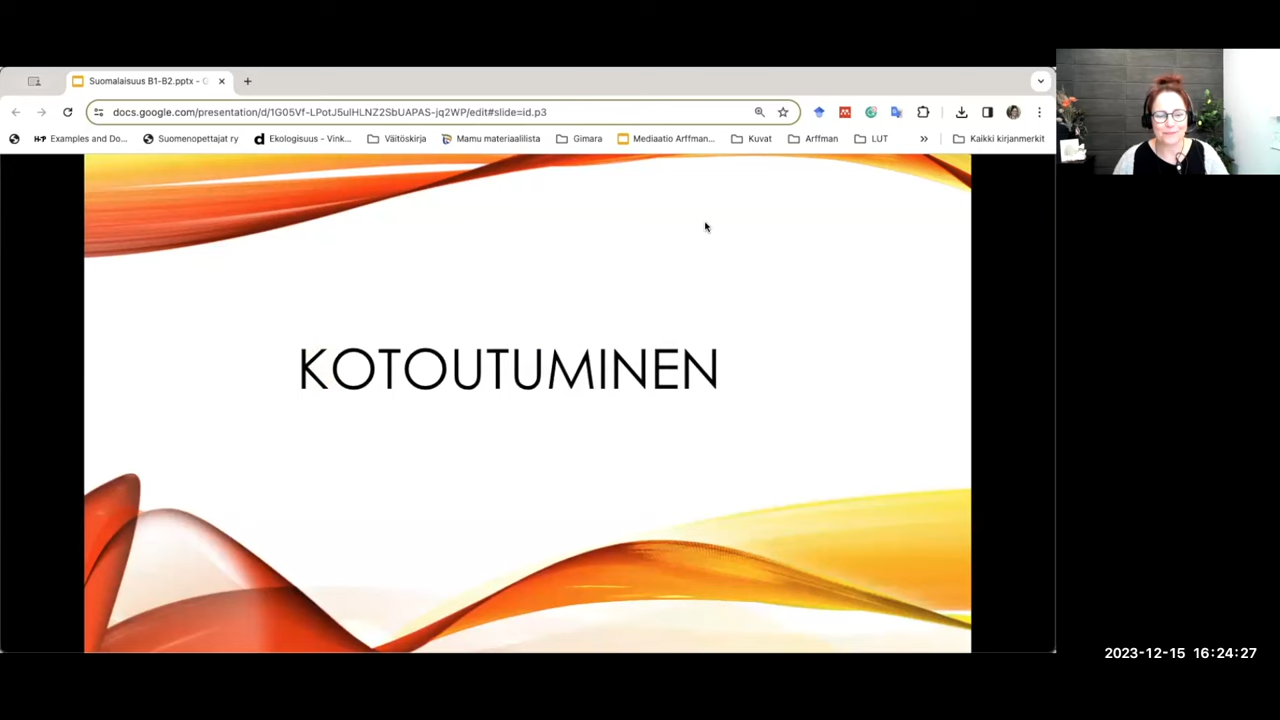 Suomalaisuus B1-B2.pptx - G
docs.google.com/presentation/d/1G05Vf-LPotJ5ulHLNZ2SbUAPAS-jq2WP/edit#slide=id.p3
Examples and Do... Suomenopettajat ry Ekologisuus - Vink... Väitöskirja Mamu materiaalilista Gimara Mediaatio Arffman... Kuvat Arffman LUT » Kaikki kirjanmerkit
KOTOUTUMINEN
2023-12-15 16:24:27